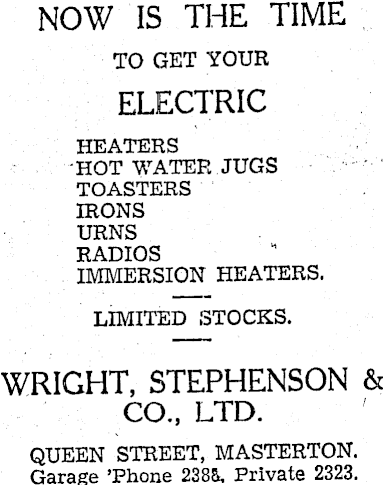 NOW IS THE TIME
TO GET YOUR
ELECTRIC
HEATERS
HOT WATER JUGS
TOASTERS
IRONS
URNS
RADIOS
IMMERSION HEATERS.
LIMITED STOCKS.
WRIGHT, STEPHENSON &
CO., LTD.
QUEEN STREET, MASTERTON.
Garage 'Phone Private 2323.